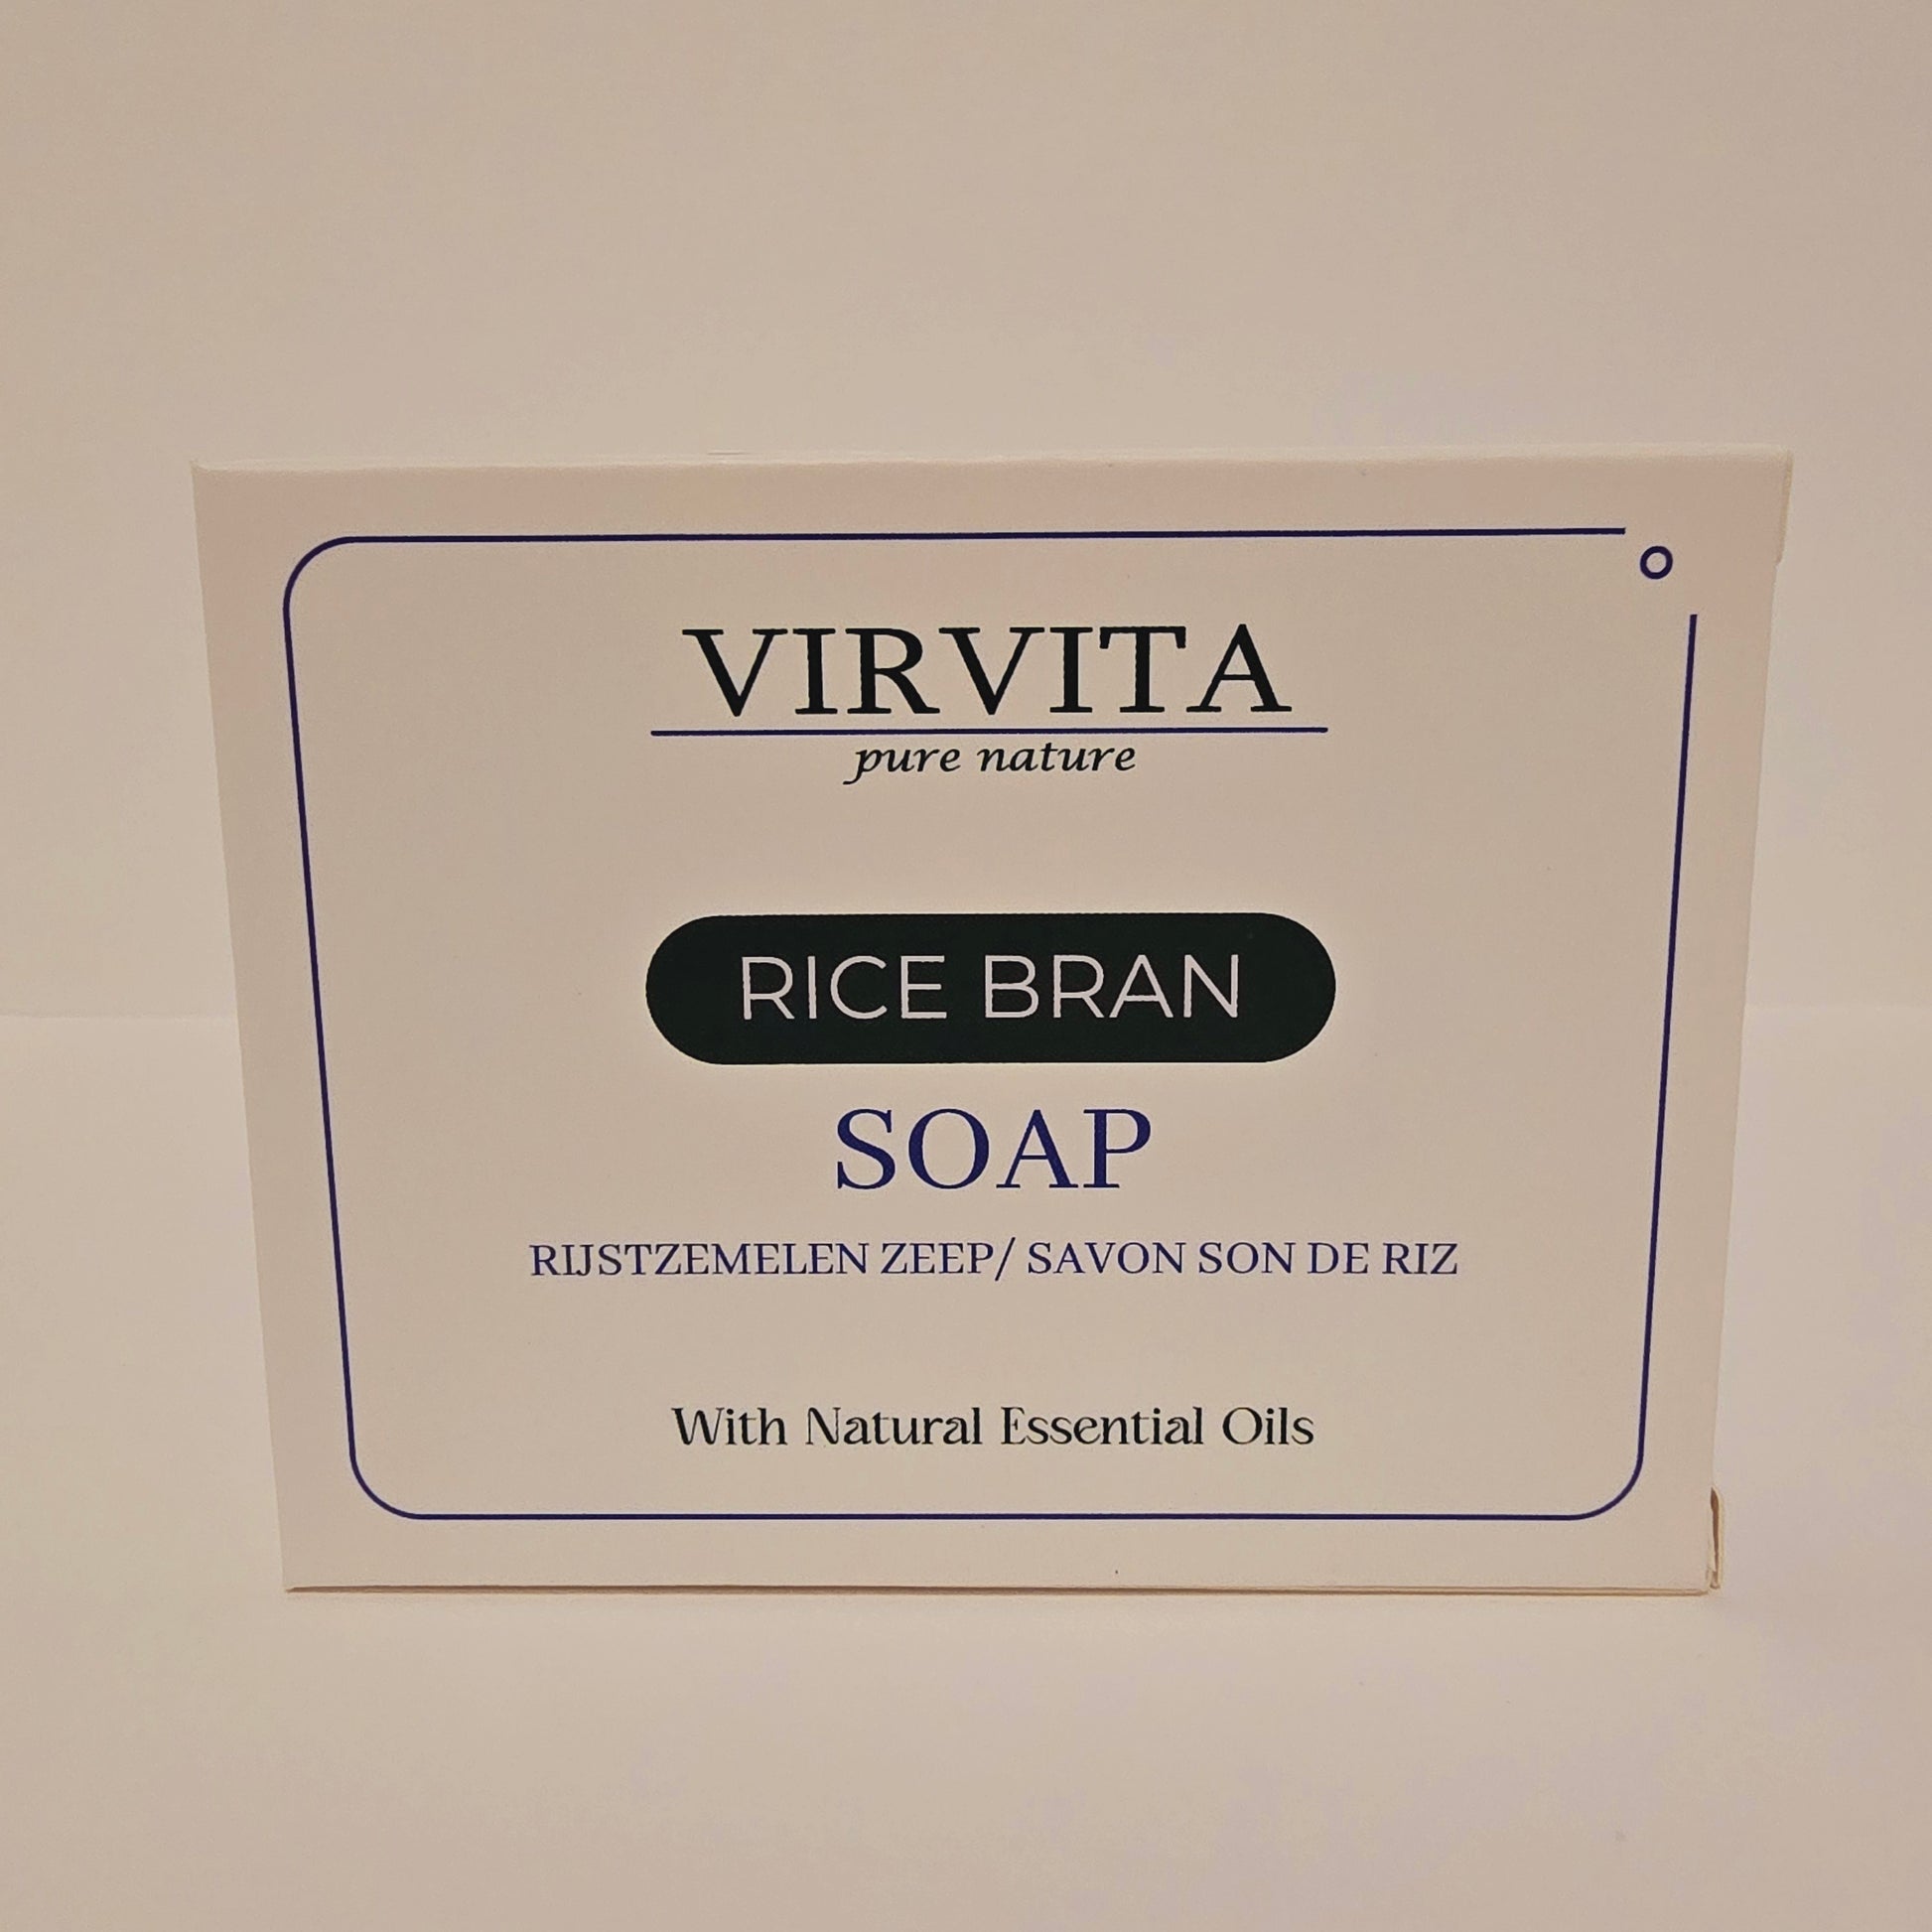 VIRVITA
pure nature
RICE BRAN
SOAP
RIJSTZEMELEN ZEEP/ SAVON SON DE RIZ
With Natural Essential Oils